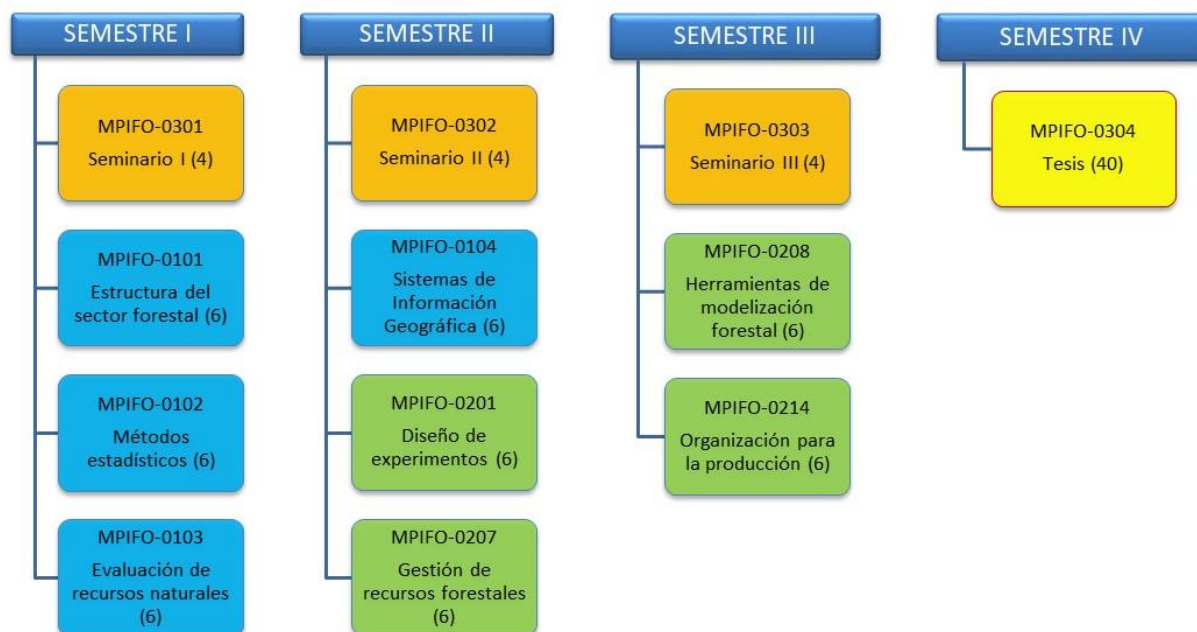 SEMESTRE I
MPIFO-0301
Seminario I (4)
MPIFO-0101
Estructura del
sector forestal (6)
MPIFO-0102
Métodos
estadísticos (6)
MPIFO-0103
Evaluación de
recursos naturales
(6)
SEMESTRE II
MPIFO-0302
Seminario II (4)
MPIFO-0104
Sistemas de
Información
Geográfica (6)
MPIFO-0201
Diseño de
experimentos (6)
MPIFO-0207
Gestión de
recursos forestales
(6)
SEMESTRE III
MPIFO-0303
Seminario III (4)
MPIFO-0208
Herramientas de
modelización
forestal (6)
MPIFO-0214
Organización para
la producción (6)
SEMESTRE IV
MPIFO-0304
Tesis (40)